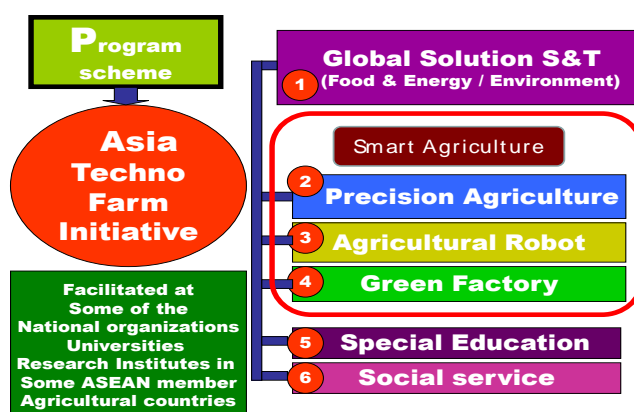 Program
scheme
Asia
Techno
Farm
Initiative
Facilitated at
Some of the
National organizations
Universities
Research Institutes in
Some ASEAN member
Agricultural countries
Global Solution S&T
1 (Food & Energy / Environment)
Smart Agriculture
2 Precision Agriculture
3 Agricultural Robot
4 Green Factory
5 Special Education
6 Social service